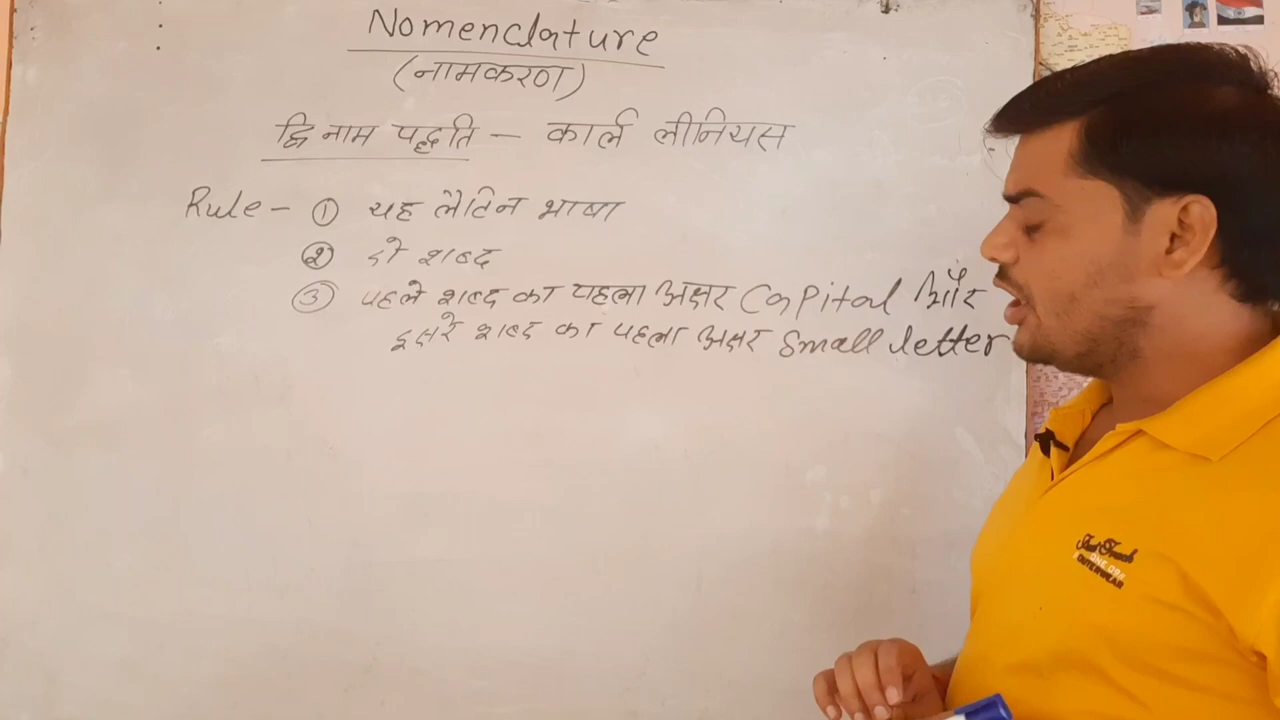 Nomenclature
(नामकरण)
द्वि नाम पद्धति – कार्ल लीनियस
Rule – ① यह लैटिन भाषा
② दो शब्द
③ पहले शब्द का पहला अक्षर Capital और
दूसरे शब्द का पहला अक्षर Small letter